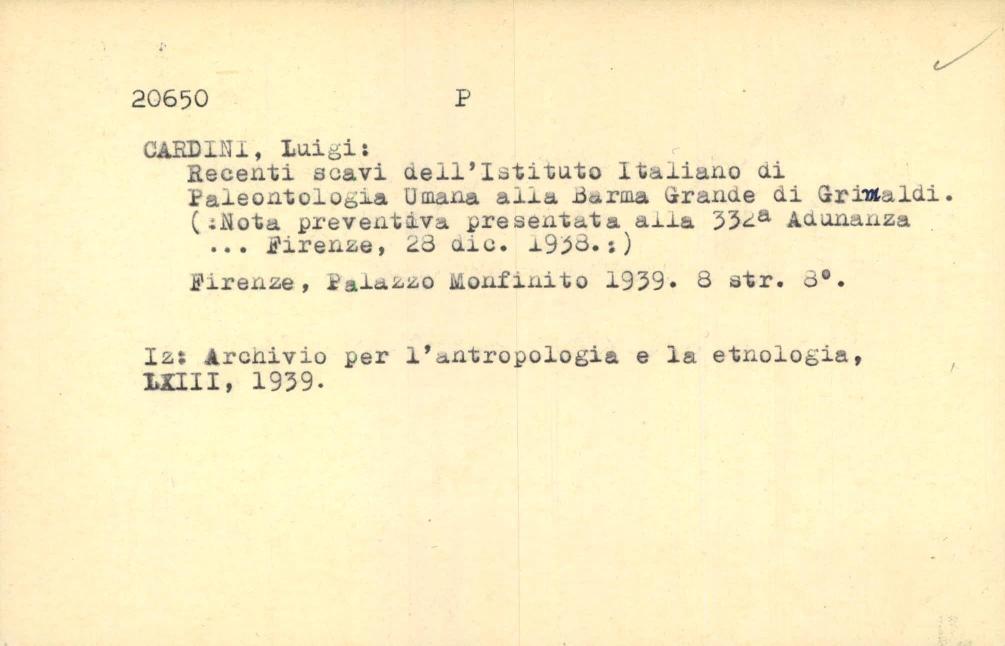 20650 P
CARDINI, Luigi:
Recenti scavi dell'Istituto Italiano di
Paleontologia Umana alla Barma Grande di Grimaldi.
(:Nota preventiva presentata alla 332ª Adunanza
... Firenze, 28 dic. 1938.:)
Firenze, Palazzo Monfinito 1939. 8 str. 8°.
Iz: Archivio per l'antropologia e la etnologia,
LXIII, 1939.